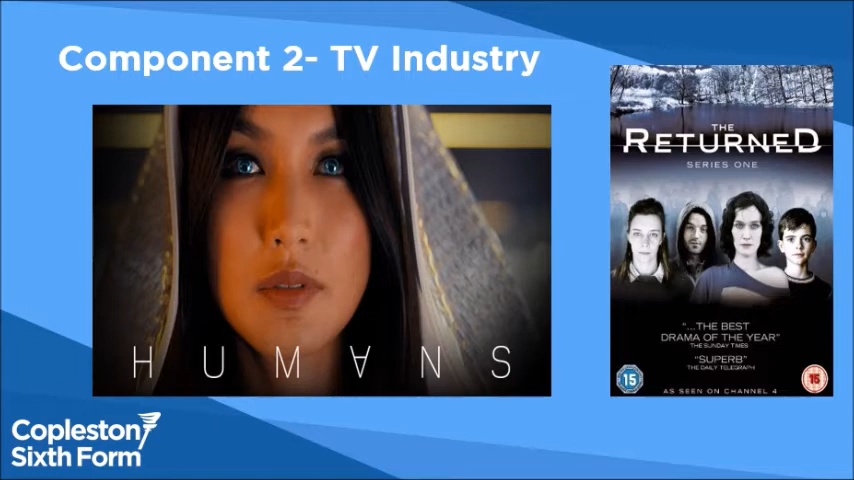 Component 2- TV Industry
HUMⱯNS
THE
RETURNED
SERIES ONE
"...THE BEST
DRAMA OF THE YEAR"
THE SUNDAY TIMES
"SUPERB"
THE DAILY TELEGRAPH
15
15
AS SEEN ON CHANNEL 4
Copleston
Sixth Form